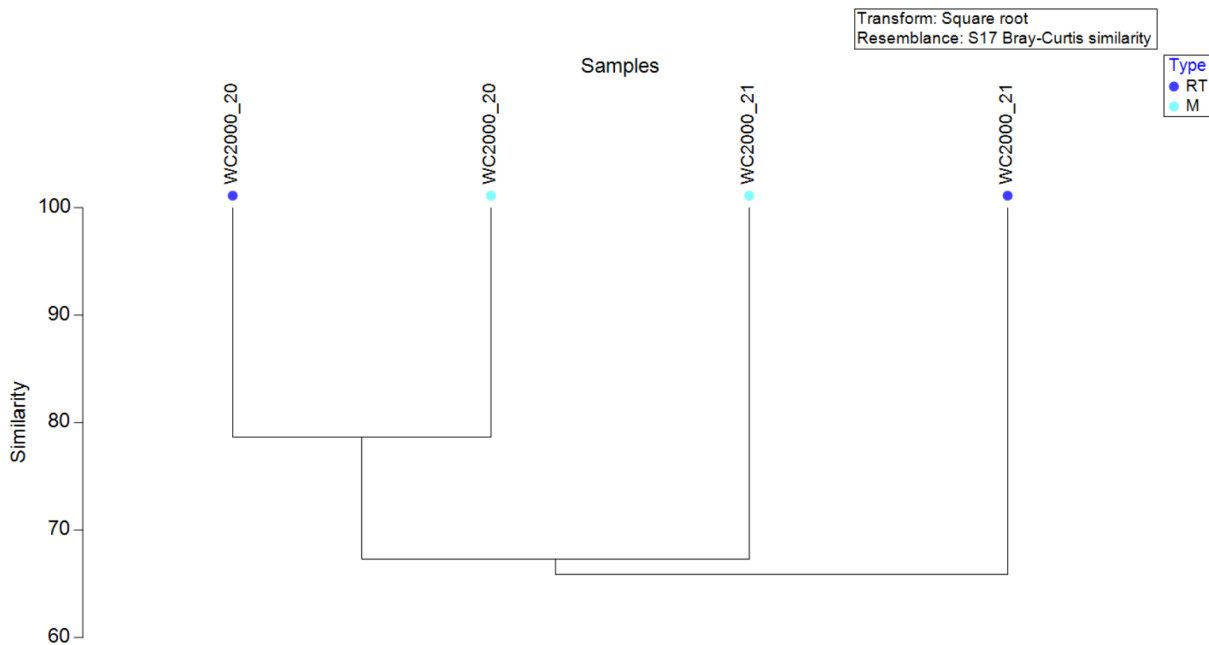 Transform: Square root
Resemblance: S17 Bray-Curtis similarity
Samples
Type
RT
M
WC2000_20
WC2000_20
WC2000_21
WC2000_21
100
90
80
70
60
Similarity